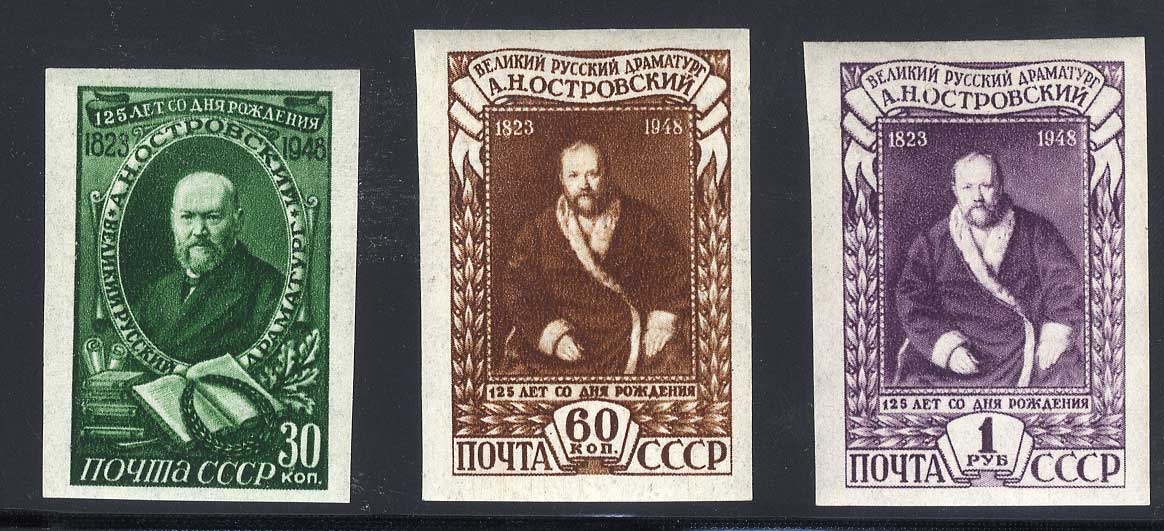 125 ЛЕТ СО ДНЯ РОЖДЕНИЯ
1823 1948
ВЕЛИКИЙ РУССКИЙ ДРАМАТУРГ
А.Н.ОСТРОВСКИЙ
30
КОП.
ПОЧТА СССР
ВЕЛИКИЙ РУССКИЙ ДРАМАТУРГ
А.Н.ОСТРОВСКИЙ
1823 1948
125 ЛЕТ СО ДНЯ РОЖДЕНИЯ
60
КОП.
ПОЧТА СССР
ВЕЛИКИЙ РУССКИЙ ДРАМАТУРГ
А.Н.ОСТРОВСКИЙ
1823 1948
125 ЛЕТ СО ДНЯ РОЖДЕНИЯ
1
РУБ
ПОЧТА СССР